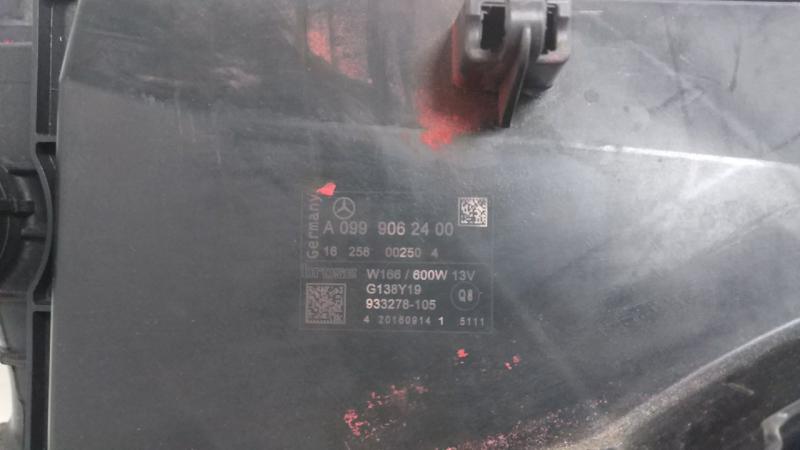 Germany
A 099 906 24 00
16 258 00250 4
brose W166 / 600W 13V
G138Y19
933278-105 Q8
4 20160914 1 5111